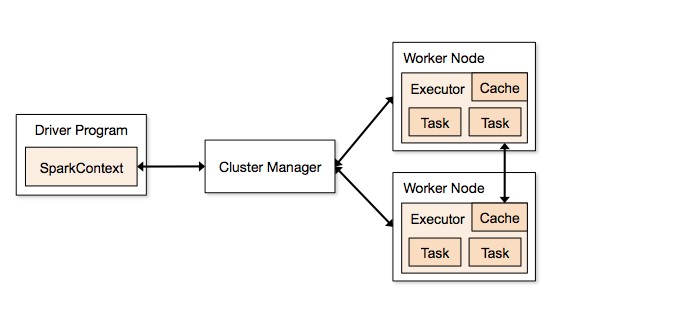 Driver Program
SparkContext
Cluster Manager
Worker Node
Executor
Cache
Task
Task
Worker Node
Executor
Cache
Task
Task